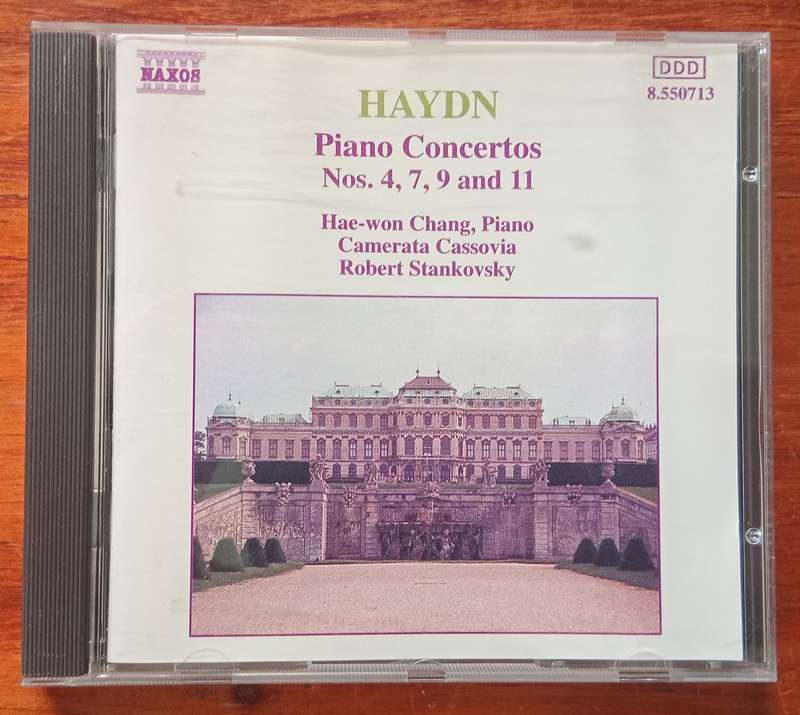 NAXOS
DDD
8.550713
HAYDN
Piano Concertos
Nos. 4, 7, 9 and 11
Hae-won Chang, Piano
Camerata Cassovia
Robert Stankovsky